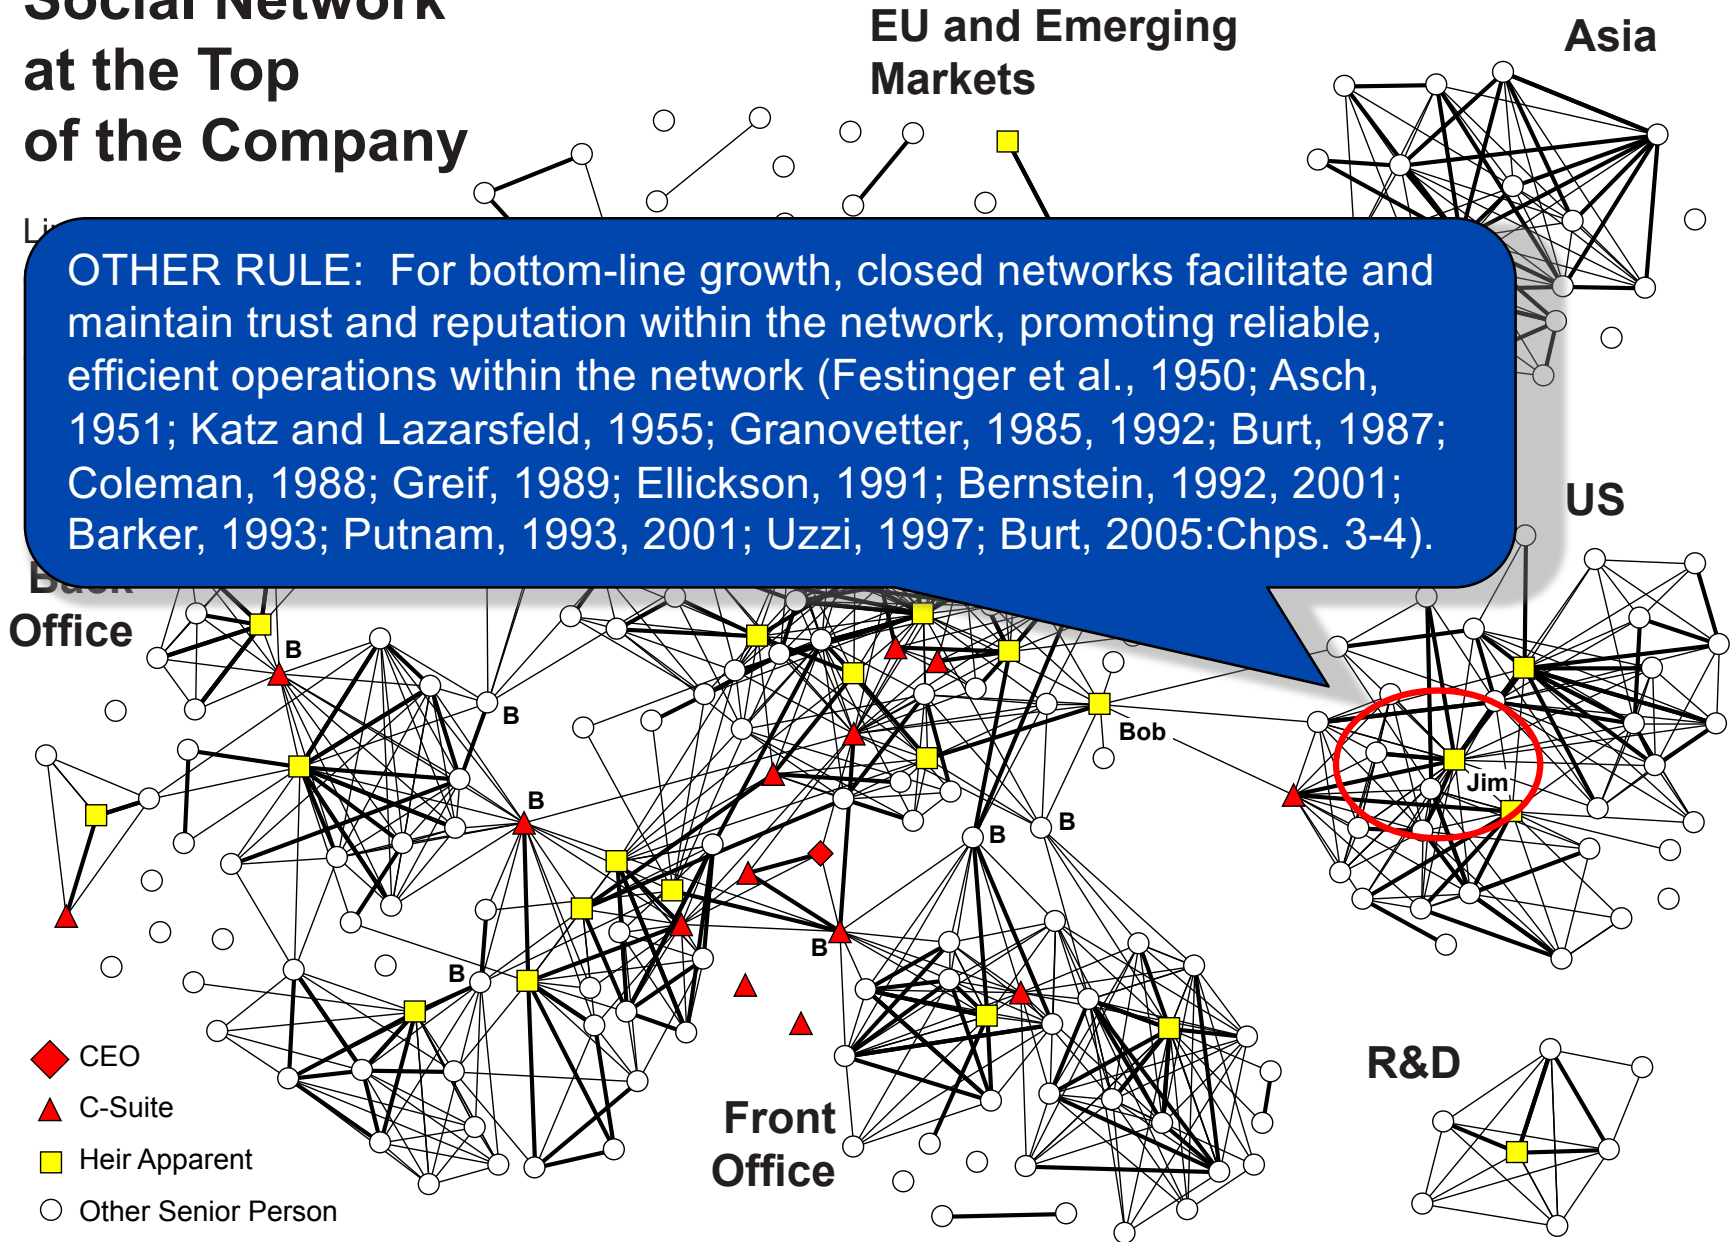 Social Network
at the Top
of the Company
EU and Emerging
Markets
Asia
OTHER RULE:  For bottom-line growth, closed networks facilitate and
maintain trust and reputation within the network, promoting reliable,
efficient operations within the network (Festinger et al., 1950; Asch,
1951; Katz and Lazarsfeld, 1955; Granovetter, 1985, 1992; Burt, 1987;
Coleman, 1988; Greif, 1989; Ellickson, 1991; Bernstein, 1992, 2001;
Barker, 1993; Putnam, 1993, 2001; Uzzi, 1997; Burt, 2005:Chps. 3-4).
US
Back
Office
B
B
Bob
Jim
B
B
B
B
B
CEO
C-Suite
Heir Apparent
Other Senior Person
Front
Office
R&D